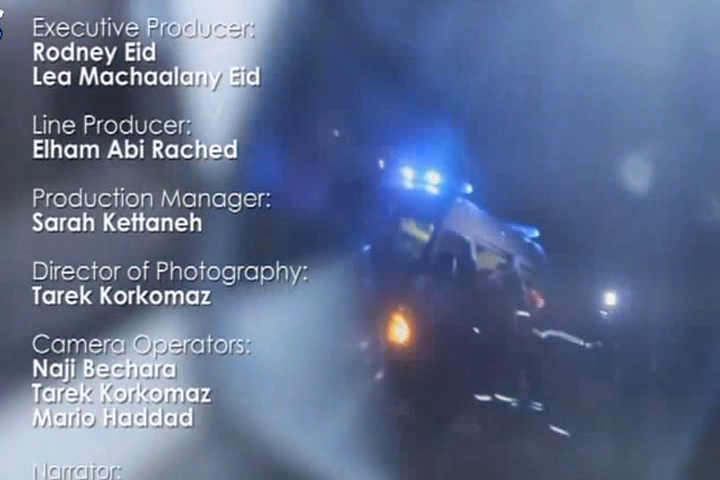 Executive Producer:
Rodney Eid
Lea Machaalany Eid
Line Producer:
Elham Abi Rached
Production Manager:
Sarah Kettaneh
Director of Photography:
Tarek Korkomaz
Camera Operators:
Naji Bechara
Tarek Korkomaz
Mario Haddad
Narrator: